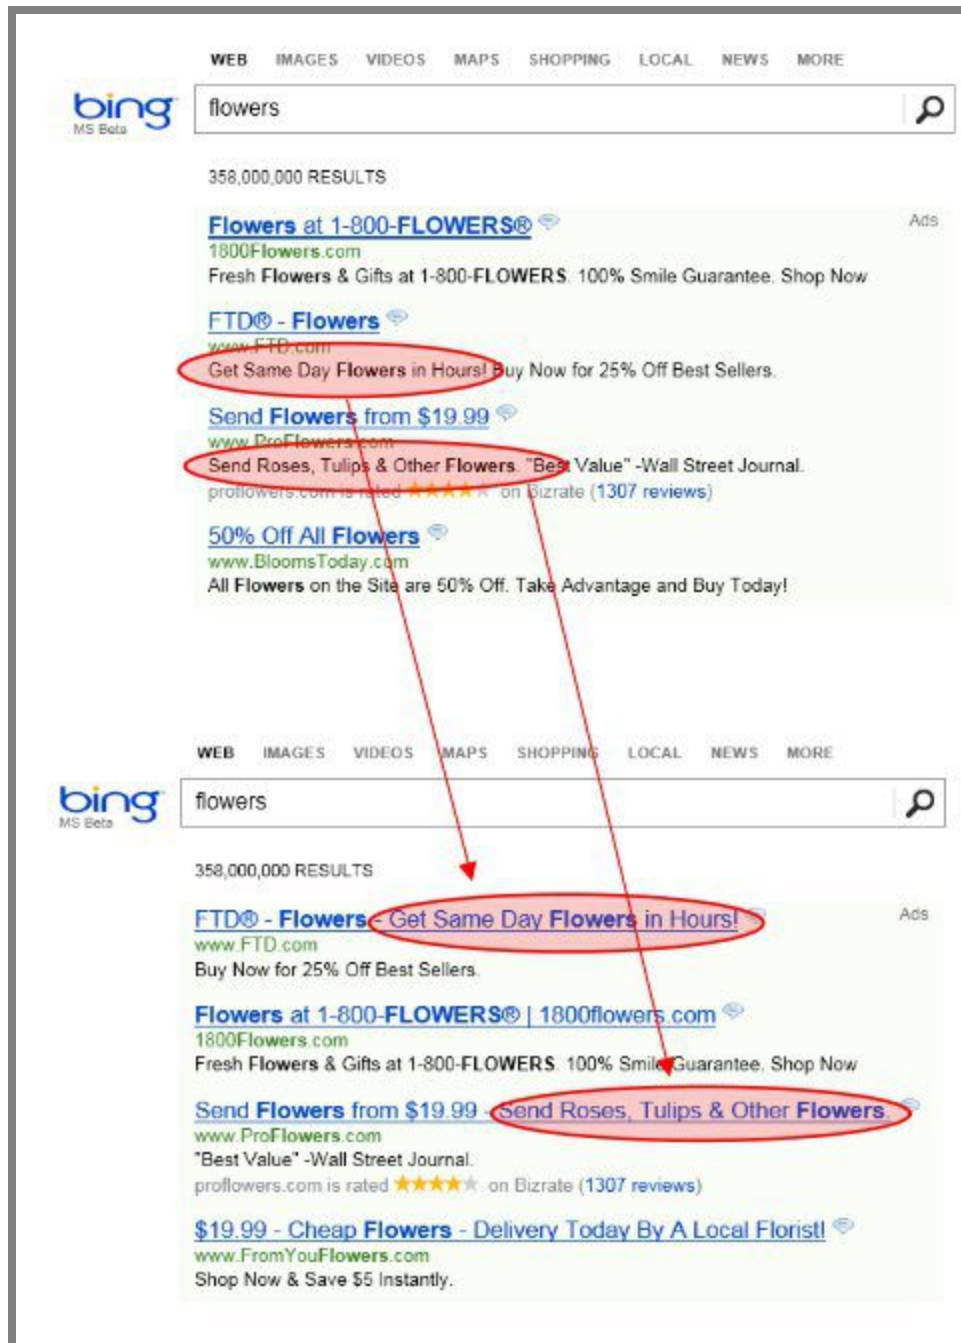 WEB IMAGES VIDEOS MAPS SHOPPING LOCAL NEWS MORE
bing
MS Beta
flowers
358,000,000 RESULTS
Flowers at 1-800-FLOWERS®
Ads
1800Flowers.com
Fresh Flowers & Gifts at 1-800-FLOWERS. 100% Smile Guarantee. Shop Now
FTD® - Flowers
www.FTD.com
Get Same Day Flowers in Hours! Buy Now for 25% Off Best Sellers.
Send Flowers from $19.99
www.ProFlowers.com
Send Roses, Tulips & Other Flowers. "Best Value" -Wall Street Journal.
proflowers.com is rated on Bizrate (1307 reviews)
50% Off All Flowers
www.BloomsToday.com
All Flowers on the Site are 50% Off. Take Advantage and Buy Today!
WEB IMAGES VIDEOS MAPS SHOPPING LOCAL NEWS MORE
bing
MS Beta
flowers
358,000,000 RESULTS
FTD® - Flowers - Get Same Day Flowers in Hours!
Ads
www.FTD.com
Buy Now for 25% Off Best Sellers.
Flowers at 1-800-FLOWERS® | 1800flowers.com
1800Flowers.com
Fresh Flowers & Gifts at 1-800-FLOWERS. 100% Smile Guarantee. Shop Now
Send Flowers from $19.99 - Send Roses, Tulips & Other Flowers.
www.ProFlowers.com
"Best Value" -Wall Street Journal.
proflowers.com is rated on Bizrate (1307 reviews)
$19.99 - Cheap Flowers - Delivery Today By A Local Florist!
www.FromYouFlowers.com
Shop Now & Save $5 Instantly.